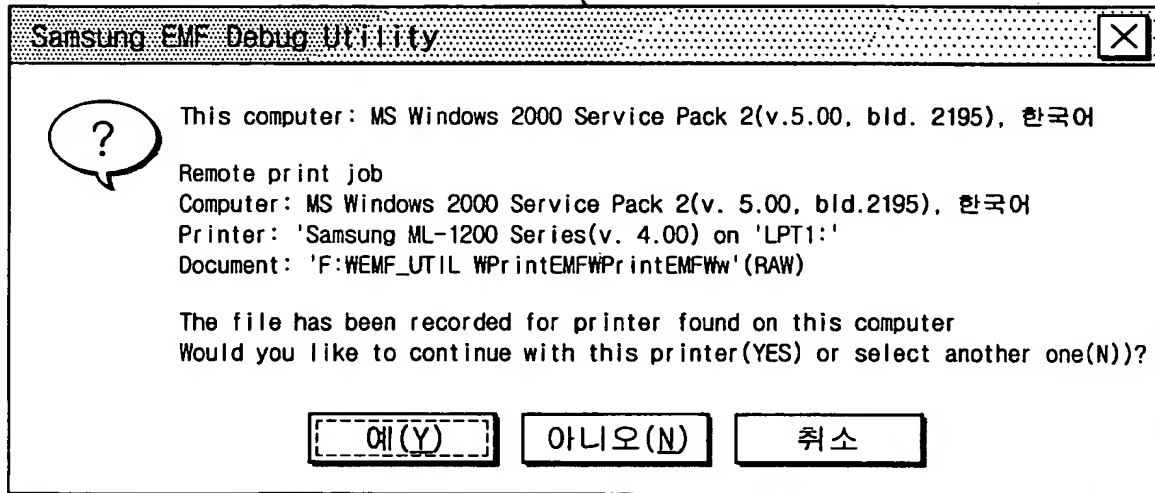 Samsung EMF Debug Utility
?
This computer: MS Windows 2000 Service Pack 2(v.5.00, bld. 2195), 한국어
Remote print job
Computer: MS Windows 2000 Service Pack 2(v. 5.00, bld.2195), 한국어
Printer: 'Samsung ML-1200 Series(v. 4.00) on 'LPT1:'
Document: 'F:₩EMF_UTIL ₩PrintEMF₩PrintEMF₩w'(RAW)
The file has been recorded for printer found on this computer
Would you like to continue with this printer(YES) or select another one(N))?
예(Y) 아니오(N) 취소